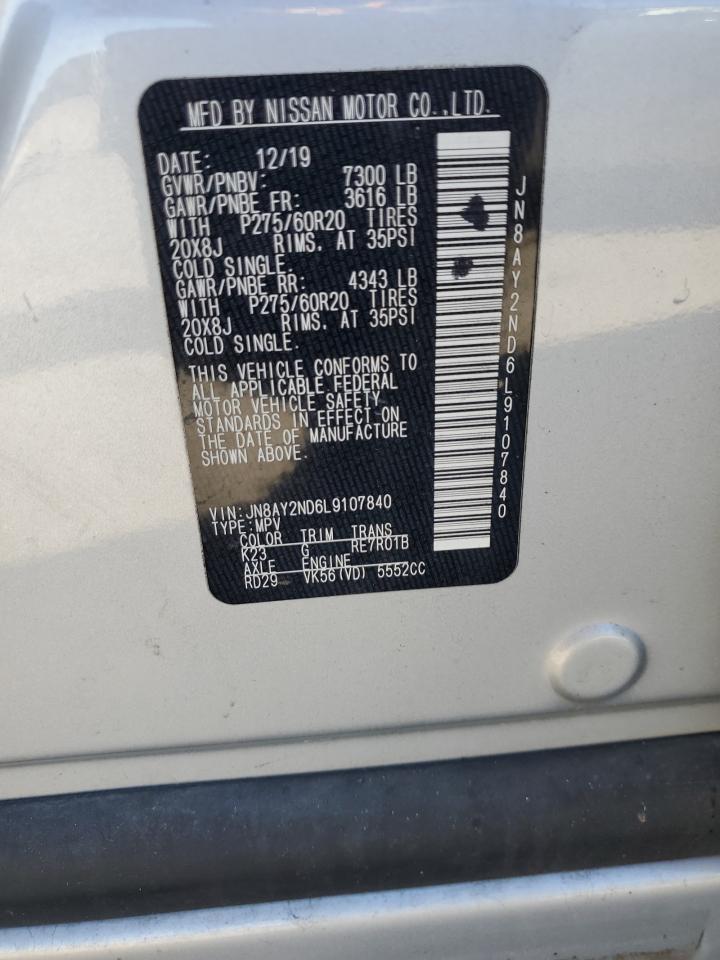 MFD BY NISSAN MOTOR CO.,LTD.
DATE: 12/19
GVWR/PNBV: 7300 LB
GAWR/PNBE FR: 3616 LB
WITH P275/60R20 TIRES
20X8J RIMS. AT 35PSI
COLD SINGLE.
GAWR/PNBE RR: 4343 LB
WITH P275/60R20 TIRES
20X8J RIMS. AT 35PSI
COLD SINGLE.
THIS VEHICLE CONFORMS TO
ALL APPLICABLE FEDERAL
MOTOR VEHICLE SAFETY
STANDARDS IN EFFECT ON
THE DATE OF MANUFACTURE
SHOWN ABOVE.
VIN: JN8AY2ND6L9107840
TYPE: MPV
COLOR TRIM TRANS
K23 G RE7R01B
AXLE ENGINE
RD29 VK56(VD) 5552CC
JN8AY2ND6L9107840